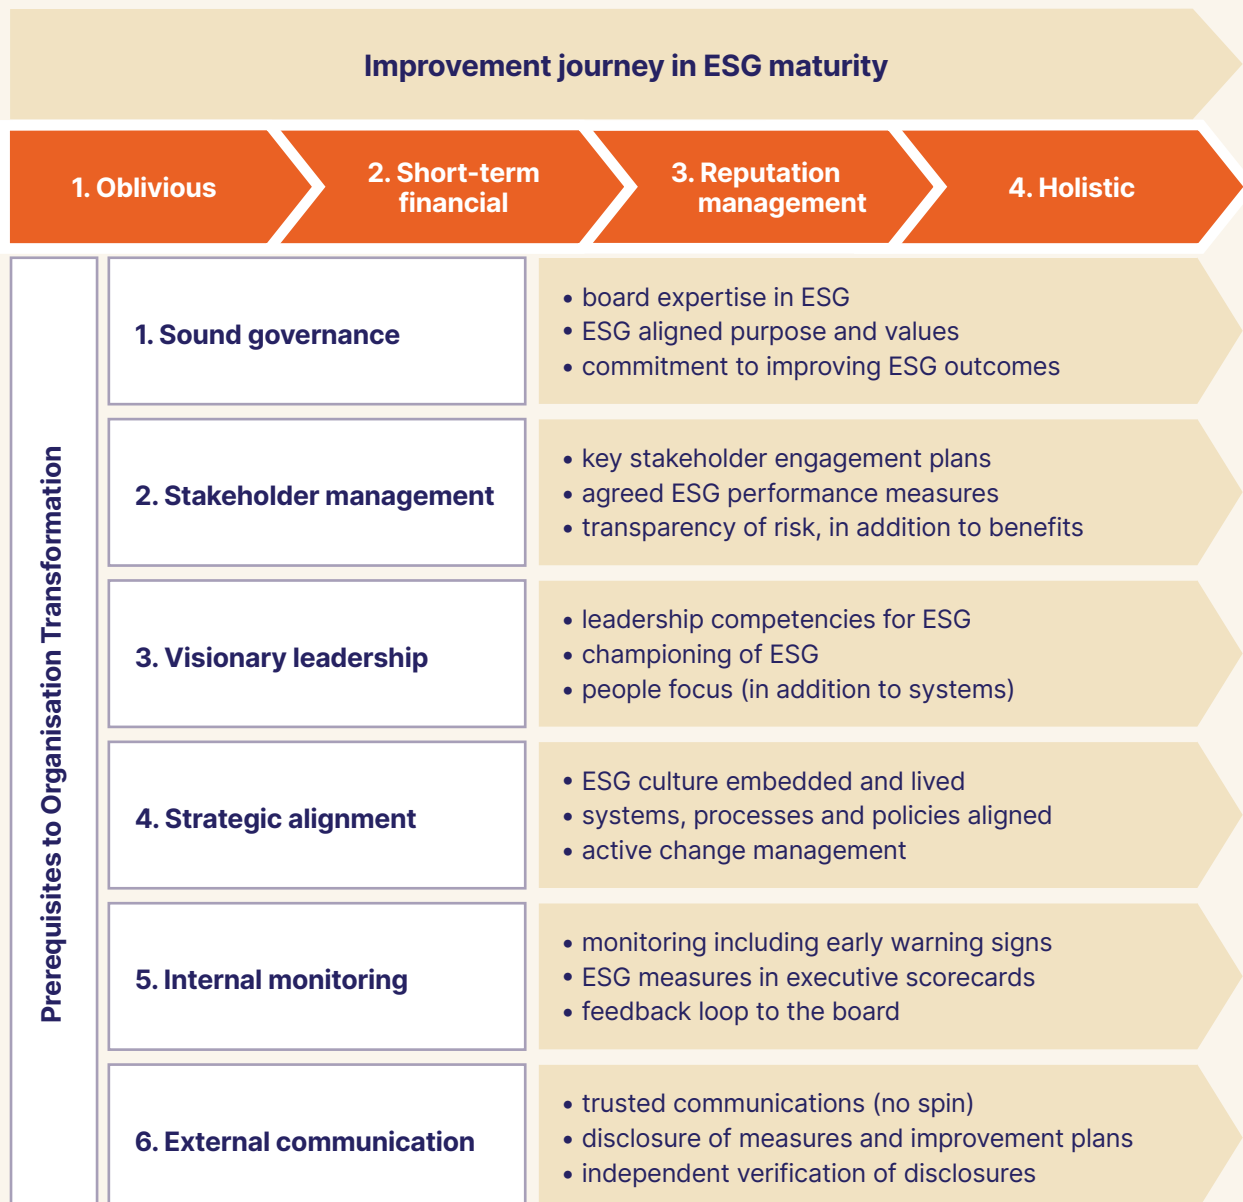 Improvement journey in ESG maturity
1. Oblivious
2. Short-term
financial
3. Reputation
management
4. Holistic
Prerequisites to Organisation Transformation
1. Sound governance
• board expertise in ESG
• ESG aligned purpose and values
• commitment to improving ESG outcomes
2. Stakeholder management
• key stakeholder engagement plans
• agreed ESG performance measures
• transparency of risk, in addition to benefits
3. Visionary leadership
• leadership competencies for ESG
• championing of ESG
• people focus (in addition to systems)
4. Strategic alignment
• ESG culture embedded and lived
• systems, processes and policies aligned
• active change management
5. Internal monitoring
• monitoring including early warning signs
• ESG measures in executive scorecards
• feedback loop to the board
6. External communication
• trusted communications (no spin)
• disclosure of measures and improvement plans
• independent verification of disclosures